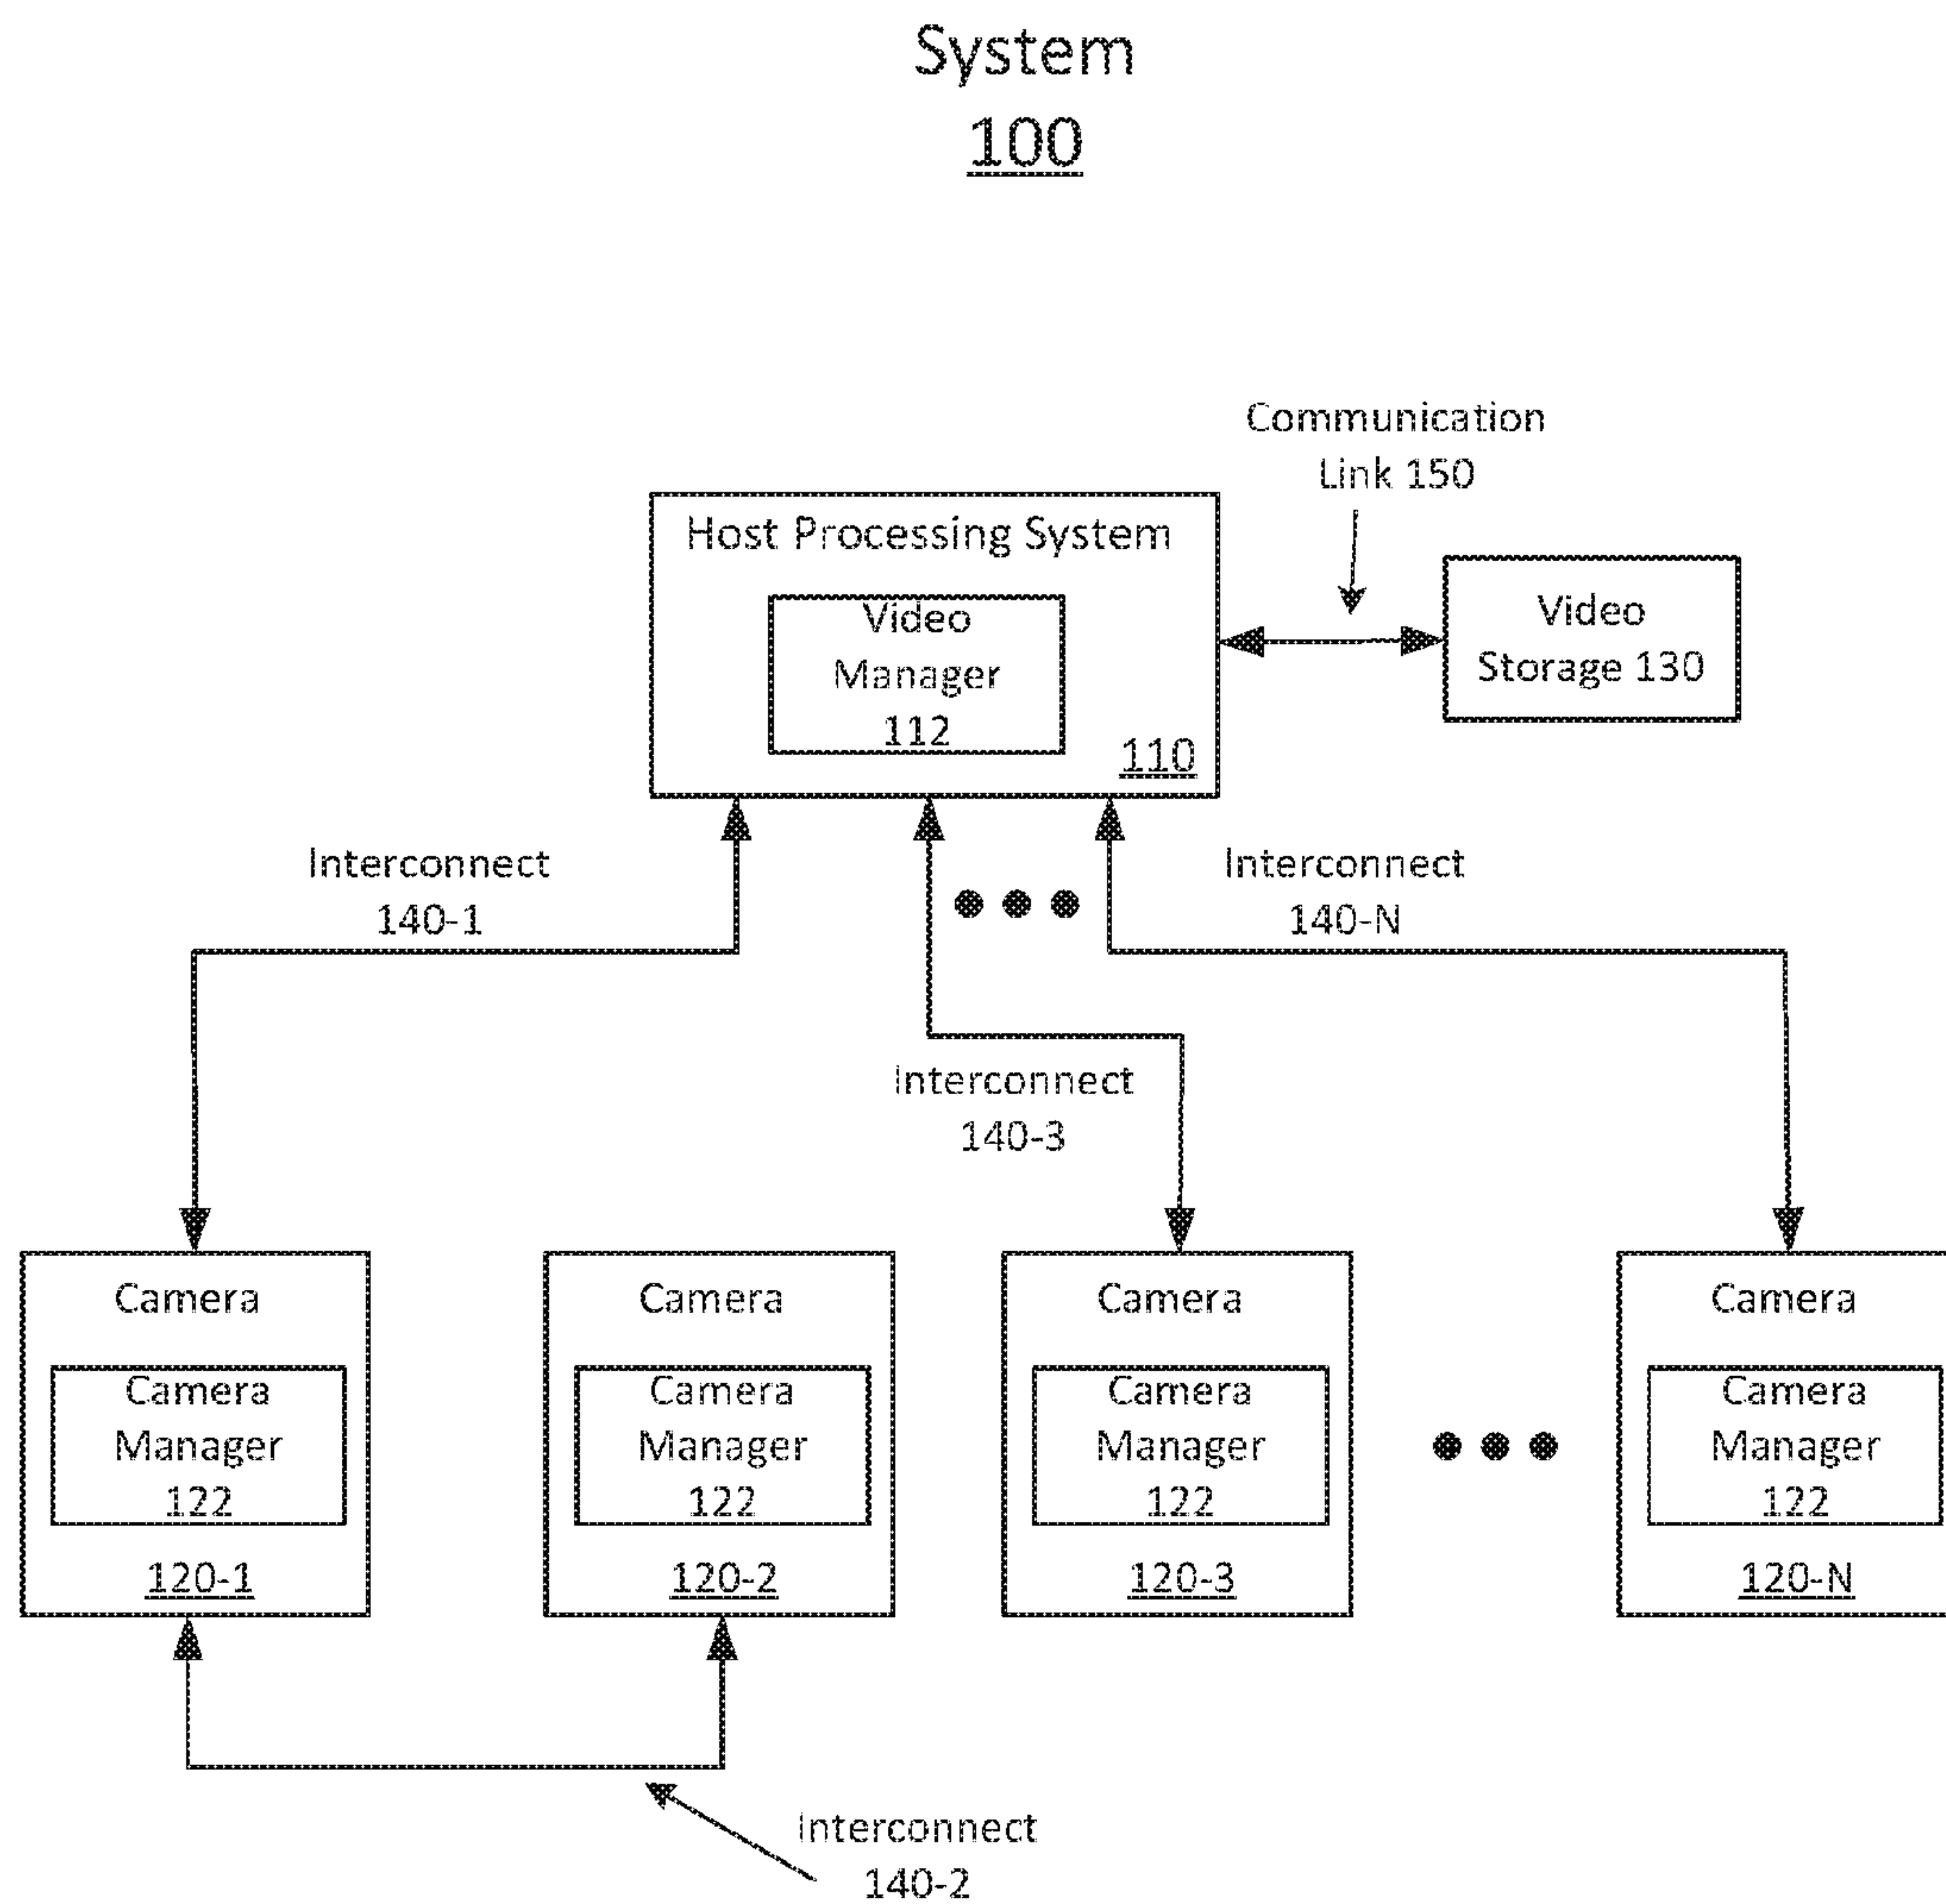 System
100
Communication
Link 150
Host Processing System
Video
Manager
112
110
Video
Storage 130
Interconnect
140-1
Interconnect
140-N
Interconnect
140-3
Camera
Camera
Manager
122
120-1
Camera
Camera
Manager
122
120-2
Camera
Camera
Manager
122
120-3
Camera
Camera
Manager
122
120-N
Interconnect
140-2